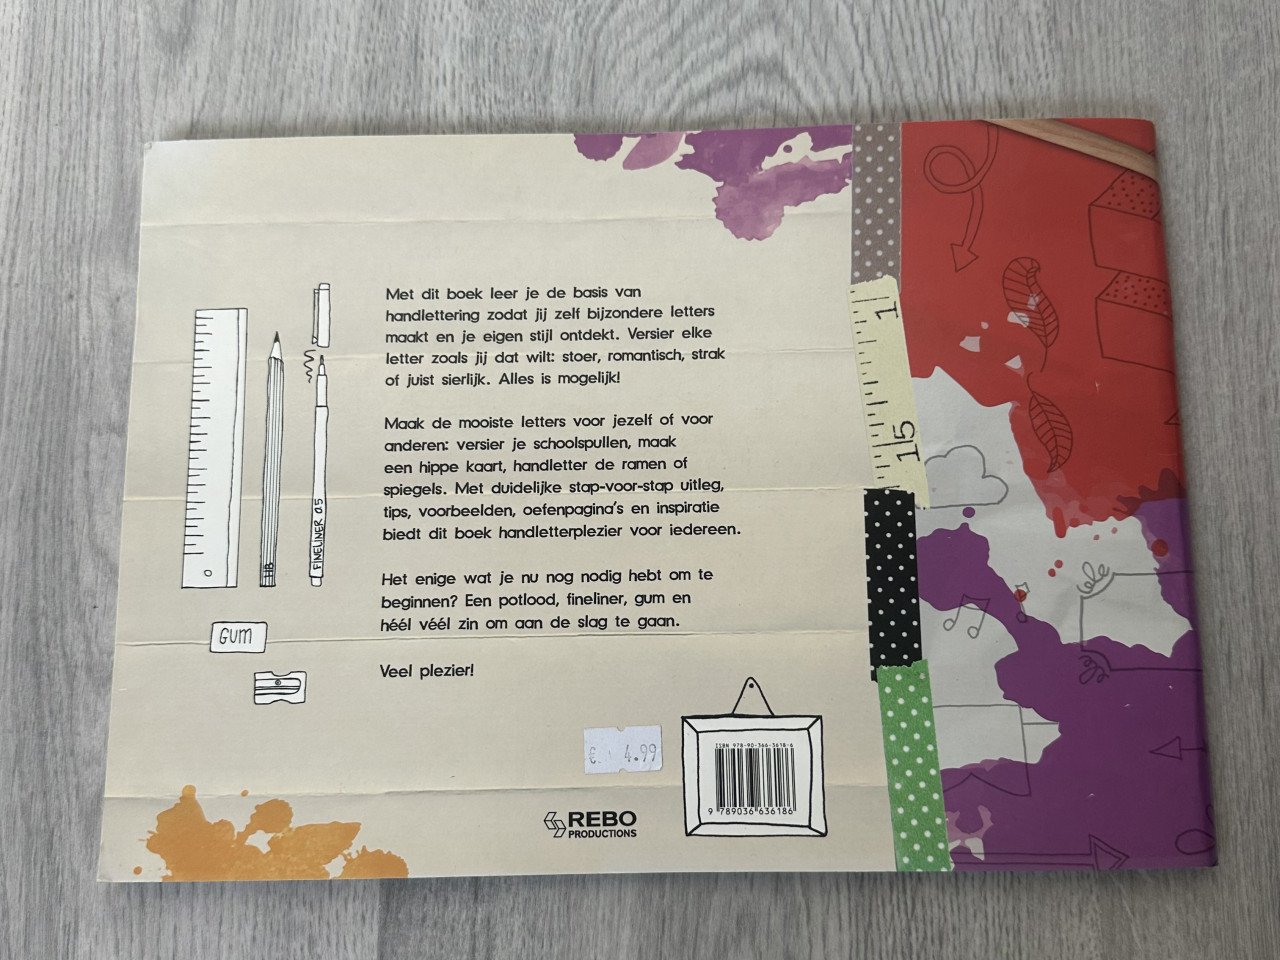 Met dit boek leer je de basis van
handlettering zodat jij zelf bijzondere letters
maakt en je eigen stijl ontdekt. Versier elke
letter zoals jij dat wilt: stoer, romantisch, strak
of juist sierlijk. Alles is mogelijk!
Maak de mooiste letters voor jezelf of voor
anderen: versier je schoolspullen, maak
een hippe kaart, handletter de ramen of
spiegels. Met duidelijke stap-voor-stap uitleg,
tips, voorbeelden, oefenpagina's en inspiratie
biedt dit boek handletterplezier voor iedereen.
Het enige wat je nu nog nodig hebt om te
beginnen? Een potlood, fineliner, gum en
héél véél zin om aan de slag te gaan.
Veel plezier!
FINELINER 0.5
HB
GUM
1
15
€ 4.99
REBO
PRODUCTIONS
ISBN 978-90-366-3618-6
9 789036 636186